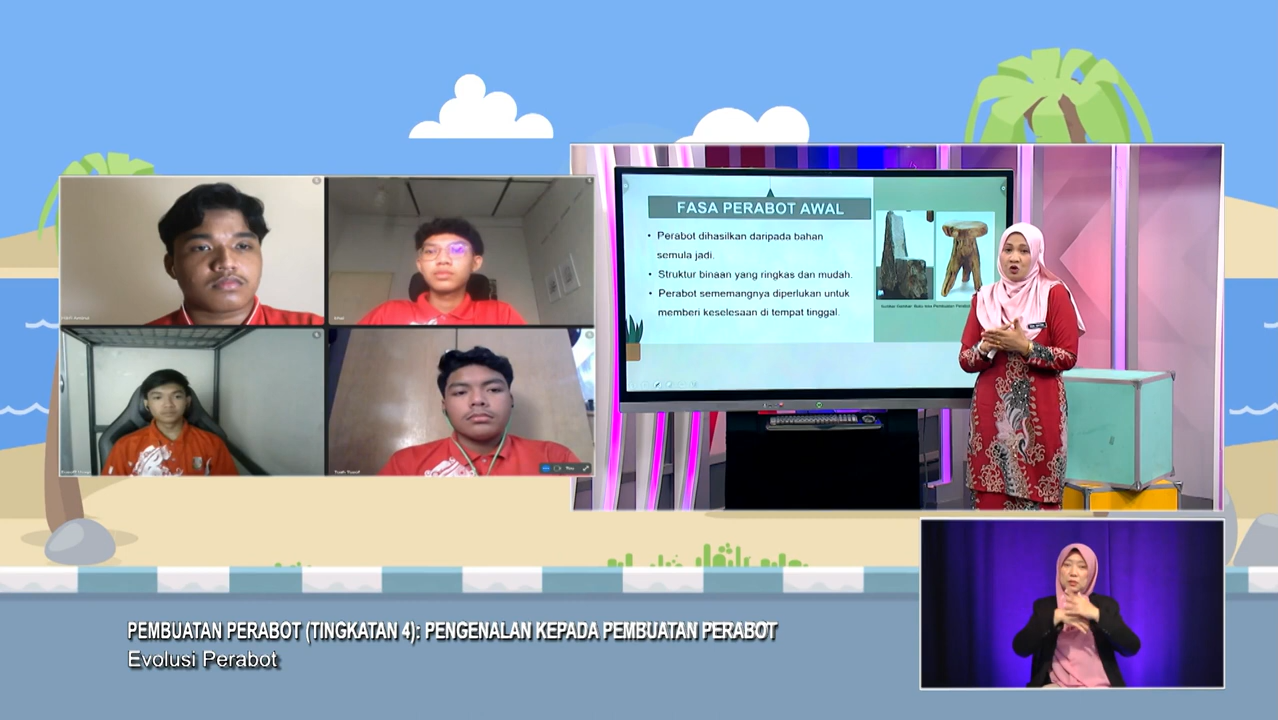 FASA PERABOT AWAL
• Perabot dihasilkan daripada bahan
semula jadi.
• Struktur binaan yang ringkas dan mudah.
• Perabot sememangnya diperlukan untuk
memberi keselesaan di tempat tinggal.
PEMBUATAN PERABOT (TINGKATAN 4): PENGENALAN KEPADA PEMBUATAN PERABOT
Evolusi Perabot